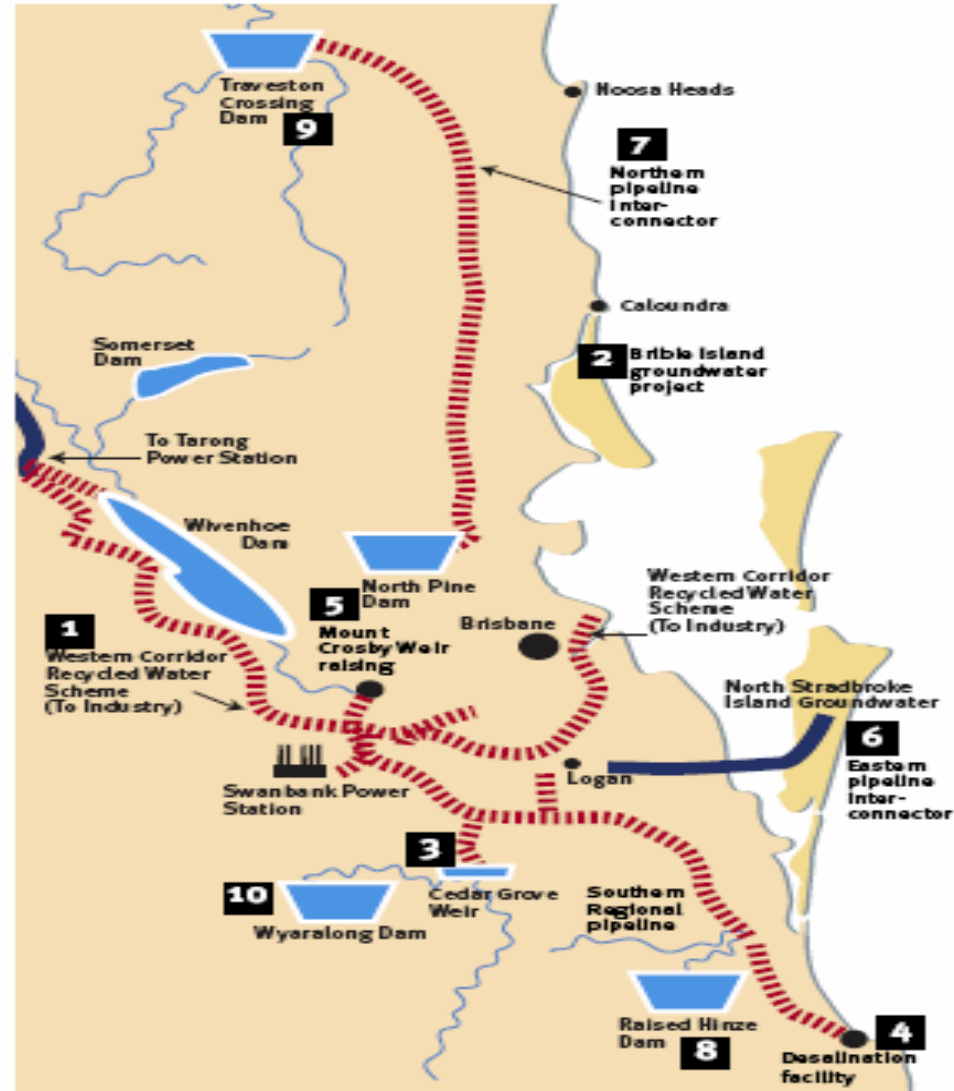 Traveston
Crossing
Dam
9
Noosa Heads
7
Northern
pipeline
inter-
connector
Caloundra
2
Bribie Island
groundwater
project
Somerset
Dam
To Tarong
Power Station
Wivenhoe
Dam
North Pine
Dam
5
Mount
Crosby Weir
raising
Brisbane
Western Corridor
Recycled Water
Scheme
(To Industry)
1
Western Corridor
Recycled Water
Scheme
(To Industry)
North Stradbroke
Island Groundwater
6
Eastern
pipeline
inter-
connector
Logan
Swanbank Power
Station
3
Cedar Grove
Weir
10
Wyaralong Dam
Southern
Regional
pipeline
Raised Hinze
Dam
8
4
Desalination
facility